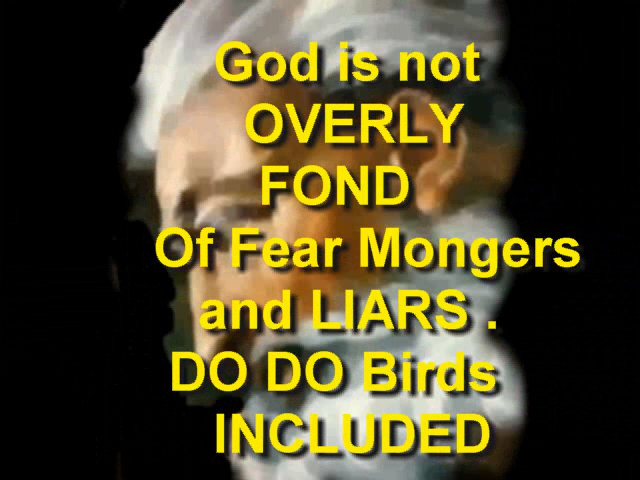 God is not
OVERLY
FOND
Of Fear Mongers
and LIARS .
DO DO Birds
INCLUDED